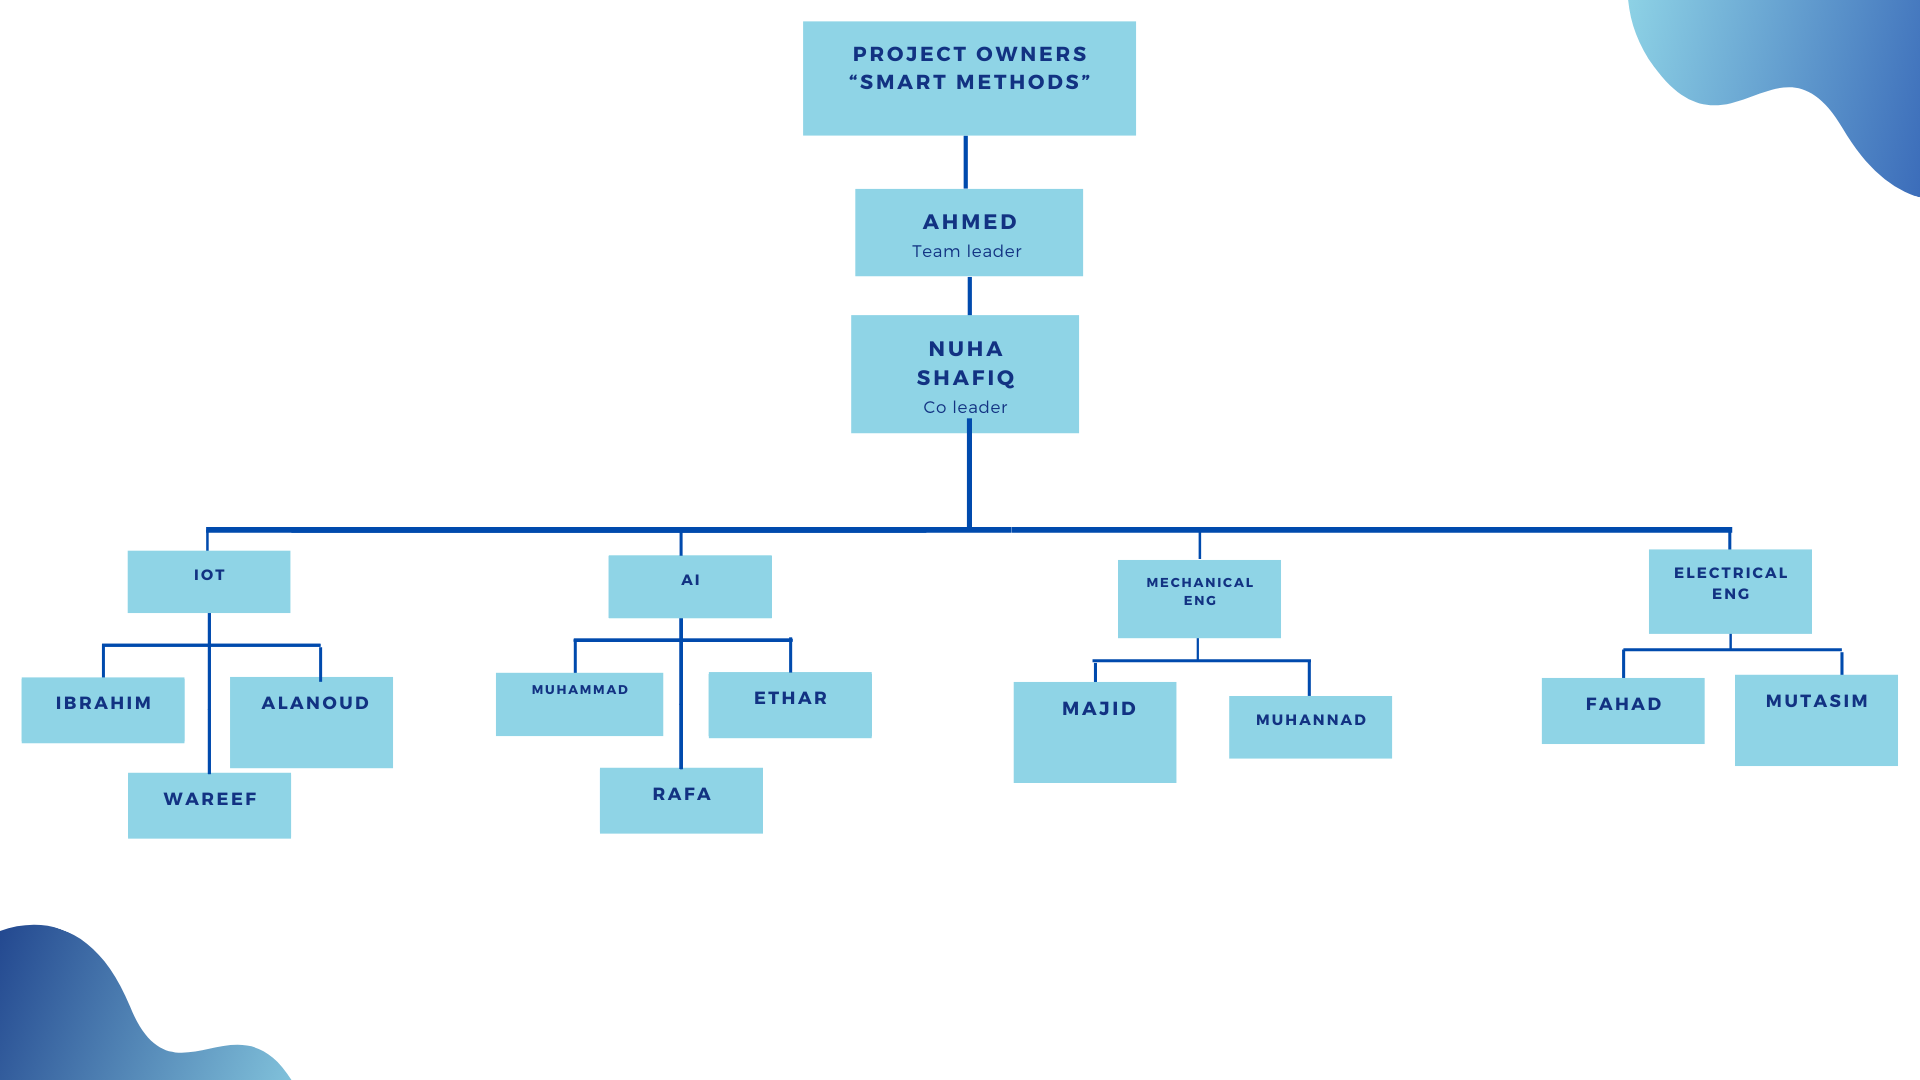 PROJECT OWNERS
“SMART METHODS”
AHMED
Team leader
NUHA
SHAFIQ
Co leader
IOT
AI
MECHANICAL
ENG
ELECTRICAL
ENG
IBRAHIM
ALANOUD
WAREEF
MUHAMMAD
ETHAR
RAFA
MAJID
MUHANNAD
FAHAD
MUTASIM